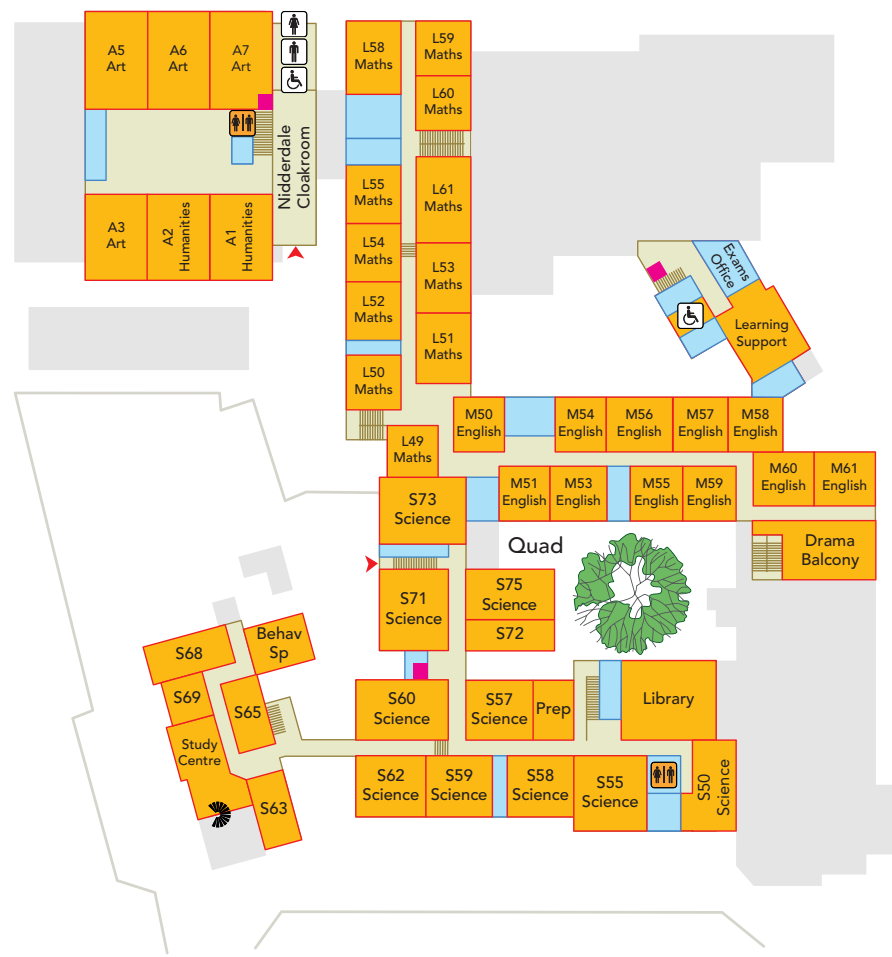 A5
Art
A6
Art
A7
Art
Nidderdale
Cloakroom
A3
Art
A2
Humanities
A1
Humanities
L58
Maths
L59
Maths
L60
Maths
L55
Maths
L61
Maths
L54
Maths
L53
Maths
L52
Maths
L51
Maths
L50
Maths
L49
Maths
Exams
Office
Learning
Support
M50
English
M54
English
M56
English
M57
English
M58
English
M51
English
M53
English
M55
English
M59
English
M60
English
M61
English
Drama
Balcony
S73
Science
Quad
S71
Science
S75
Science
S72
Behav
Sp
S68
S69
S65
Study
Centre
S63
S60
Science
S57
Science
Prep
Library
S62
Science
S59
Science
S58
Science
S55
Science
S50
Science